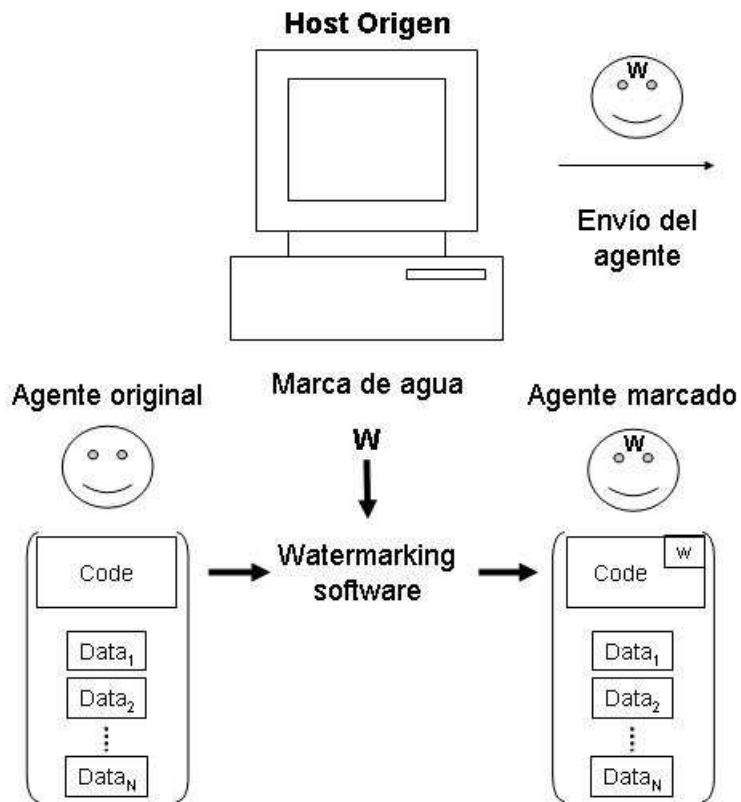 Host Origen
W
Envío del
agente
Agente original
Marca de agua
Agente marcado
W
W
Code
Watermarking
software
Code
w
Data1
Data2
DataN
Data1
Data2
DataN